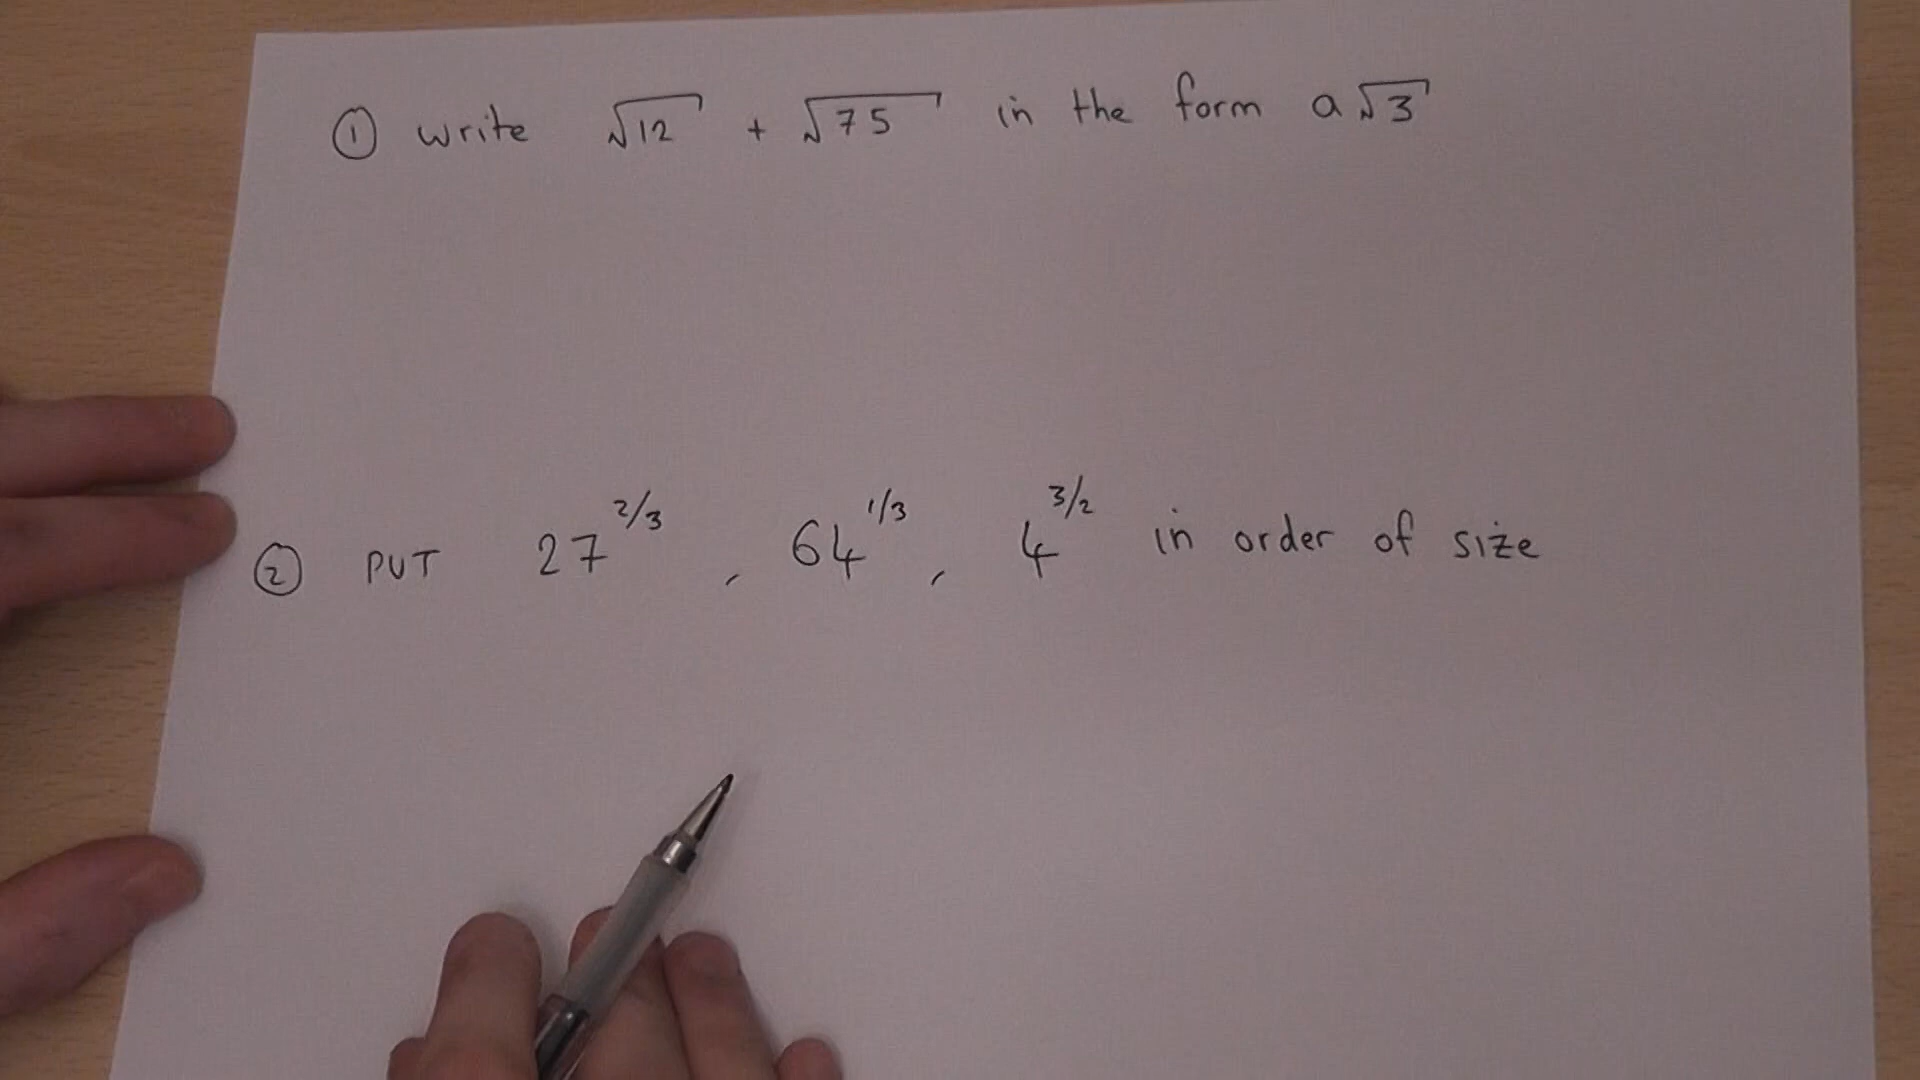 ① write √12 + √75 in the form a√3
② PUT 27^2/3 , 64^1/3 , 4^3/2 in order of size